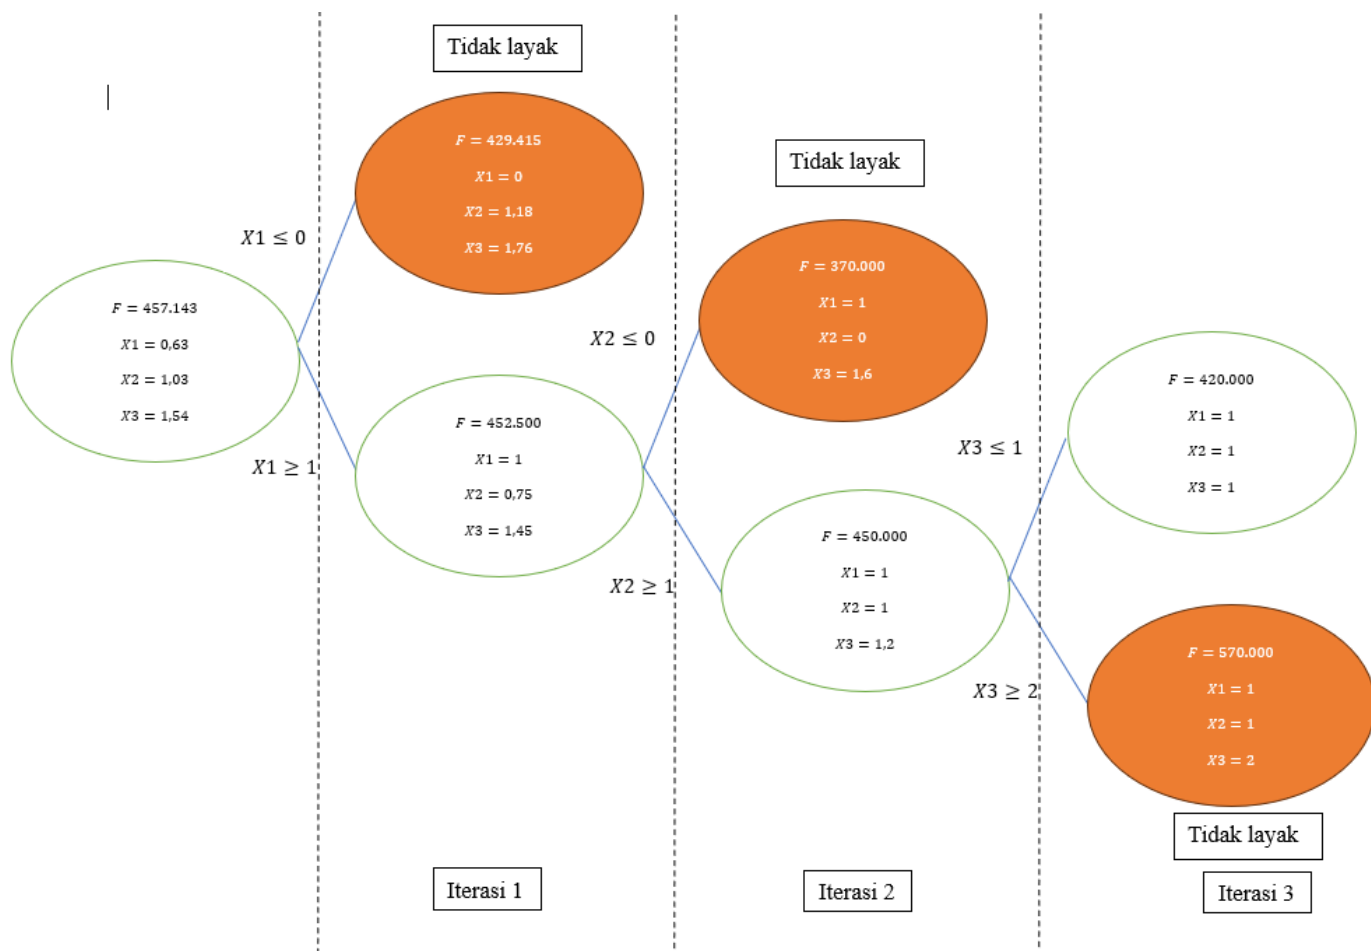 Tidak layak
F = 429.415
X1 = 0
X2 = 1,18
X3 = 1,76
Tidak layak
F = 370.000
X1 = 1
X2 = 0
X3 = 1,6
X1 ≤ 0
F = 457.143
X1 = 0,63
X2 = 1,03
X3 = 1,54
X2 ≤ 0
X1 ≥ 1
F = 452.500
X1 = 1
X2 = 0,75
X3 = 1,45
X3 ≤ 1
F = 420.000
X1 = 1
X2 = 1
X3 = 1
X2 ≥ 1
F = 450.000
X1 = 1
X2 = 1
X3 = 1,2
X3 ≥ 2
F = 570.000
X1 = 1
X2 = 1
X3 = 2
Tidak layak
Iterasi 1
Iterasi 2
Iterasi 3